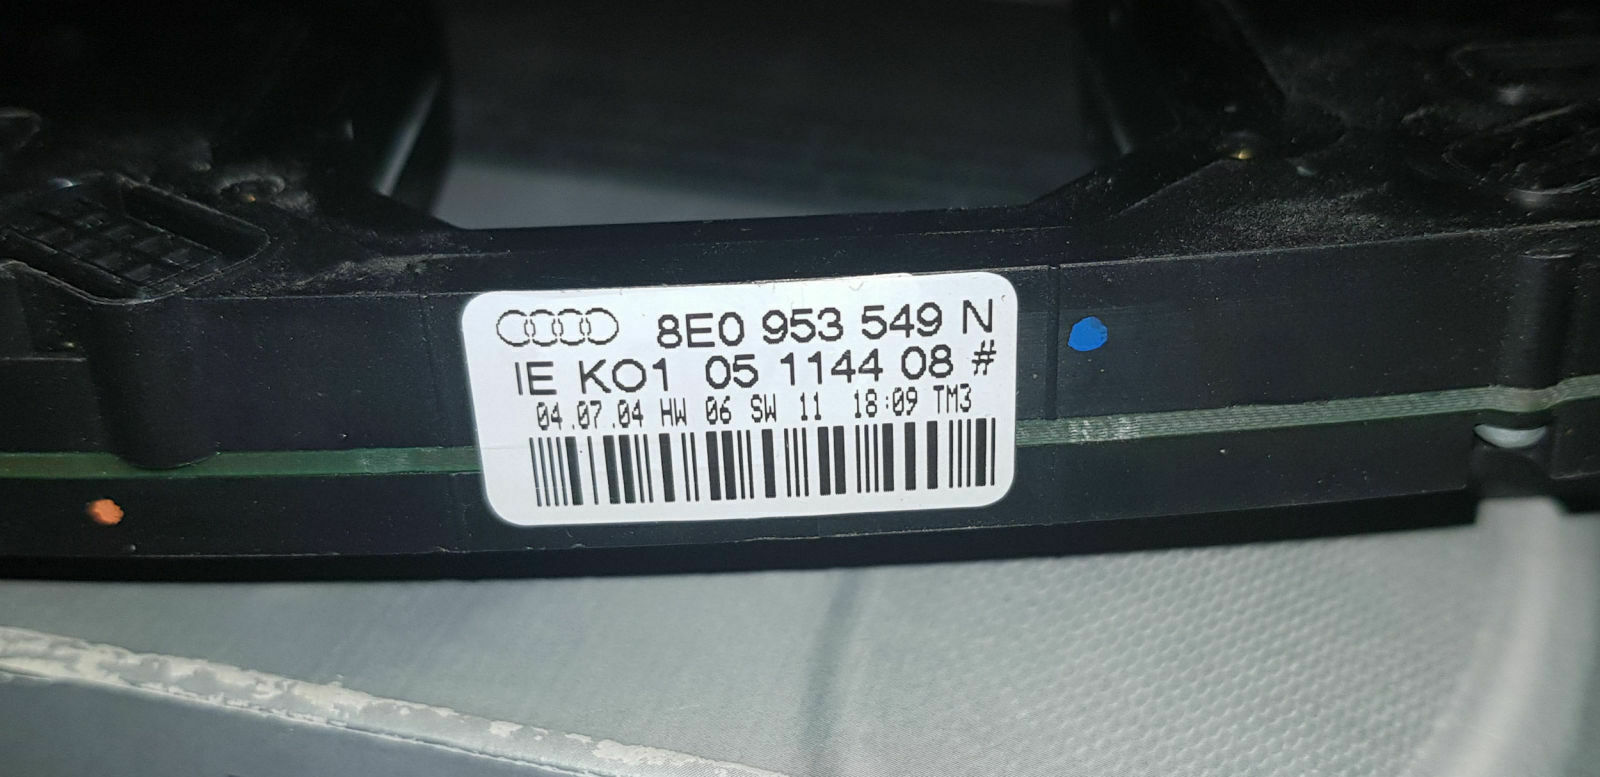 8E0 953 549 N
IE KO1 05 1144 08 #
04.07.04 HW 06 SW 11 18:09 TM3